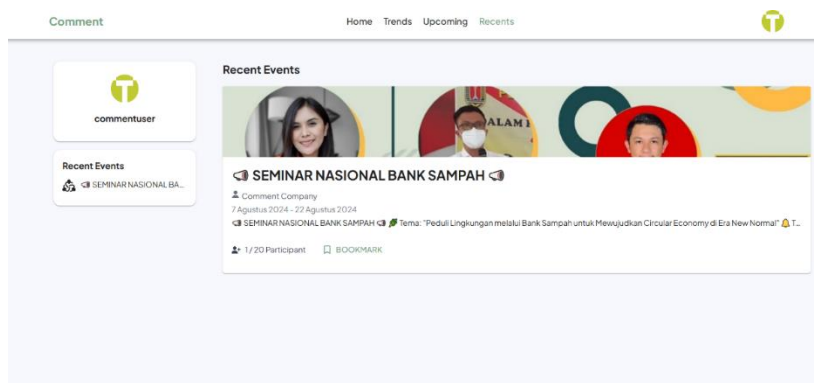 Comment
Home Trends Upcoming Recents
commentuser
Recent Events
📢 SEMINAR NASIONAL BA...
Recent Events
ALAM
📢 SEMINAR NASIONAL BANK SAMPAH 📢
Comment Company
7 Agustus 2024 - 22 Agustus 2024
📢 SEMINAR NASIONAL BANK SAMPAH 📢 🌿 Tema: "Peduli Lingkungan melalui Bank Sampah untuk Mewujudkan Circular Economy di Era New Normal" 🔔 T...
1/20 Participant BOOKMARK